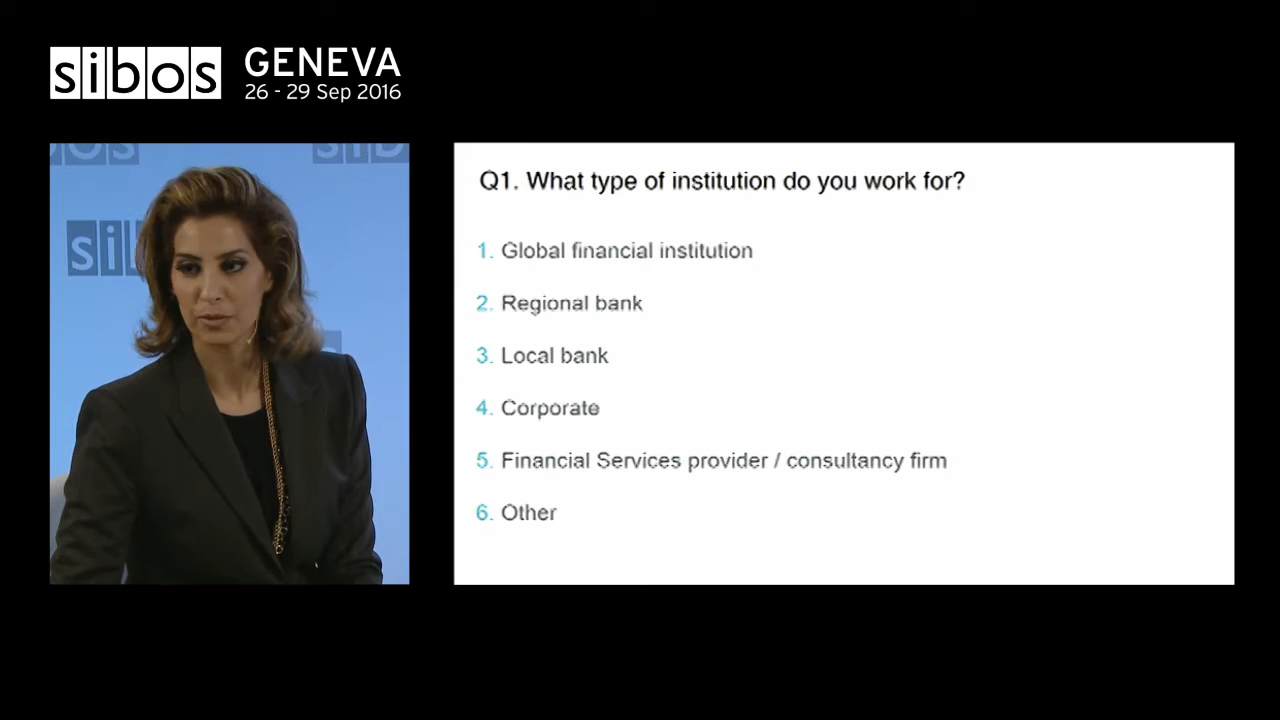 sibos
GENEVA
26 - 29 Sep 2016
Q1. What type of institution do you work for?
1. Global financial institution
2. Regional bank
3. Local bank
4. Corporate
5. Financial Services provider / consultancy firm
6. Other